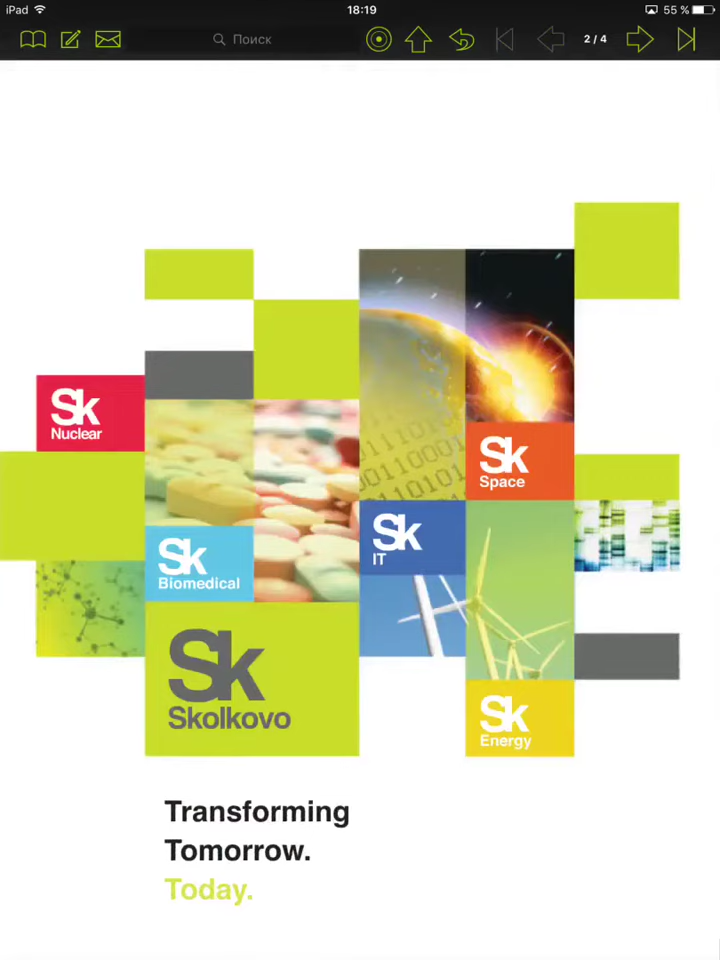 iPad 18:19 55 %
Поиск 2 / 4
Sk
Nuclear
Sk
Space
Sk
IT
Sk
Biomedical
Sk
Skolkovo
Sk
Energy
Transforming
Tomorrow.
Today.